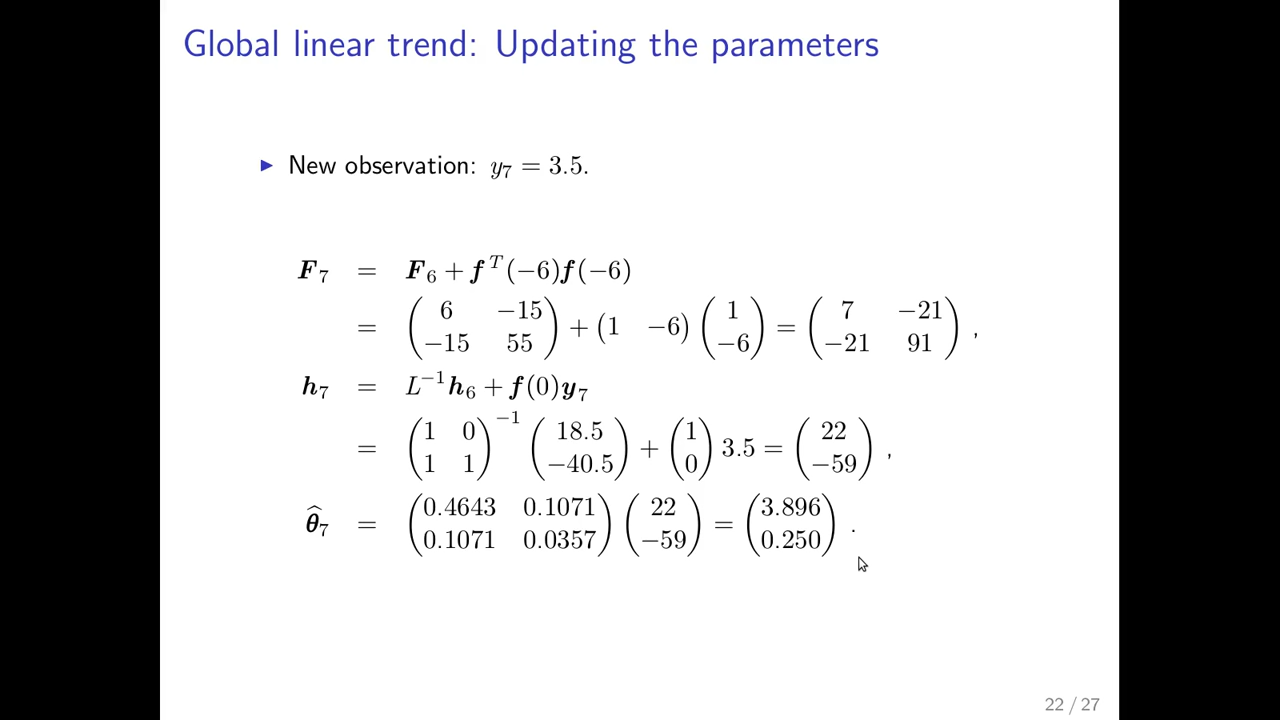 Global linear trend: Updating the parameters
▶ New observation: y₇ = 3.5.
F₇ = F₆ + fᵀ(−6)f(−6)
= (6 −15; −15 55) + (1 −6) (1; −6) = (7 −21; −21 91) ,
h₇ = L⁻¹h₆ + f(0)y₇
= (1 0; 1 1)⁻¹ (18.5; −40.5) + (1; 0) 3.5 = (22; −59) ,
θ̂₇ = (0.4643 0.1071; 0.1071 0.0357) (22; −59) = (3.896; 0.250) .
22 / 27